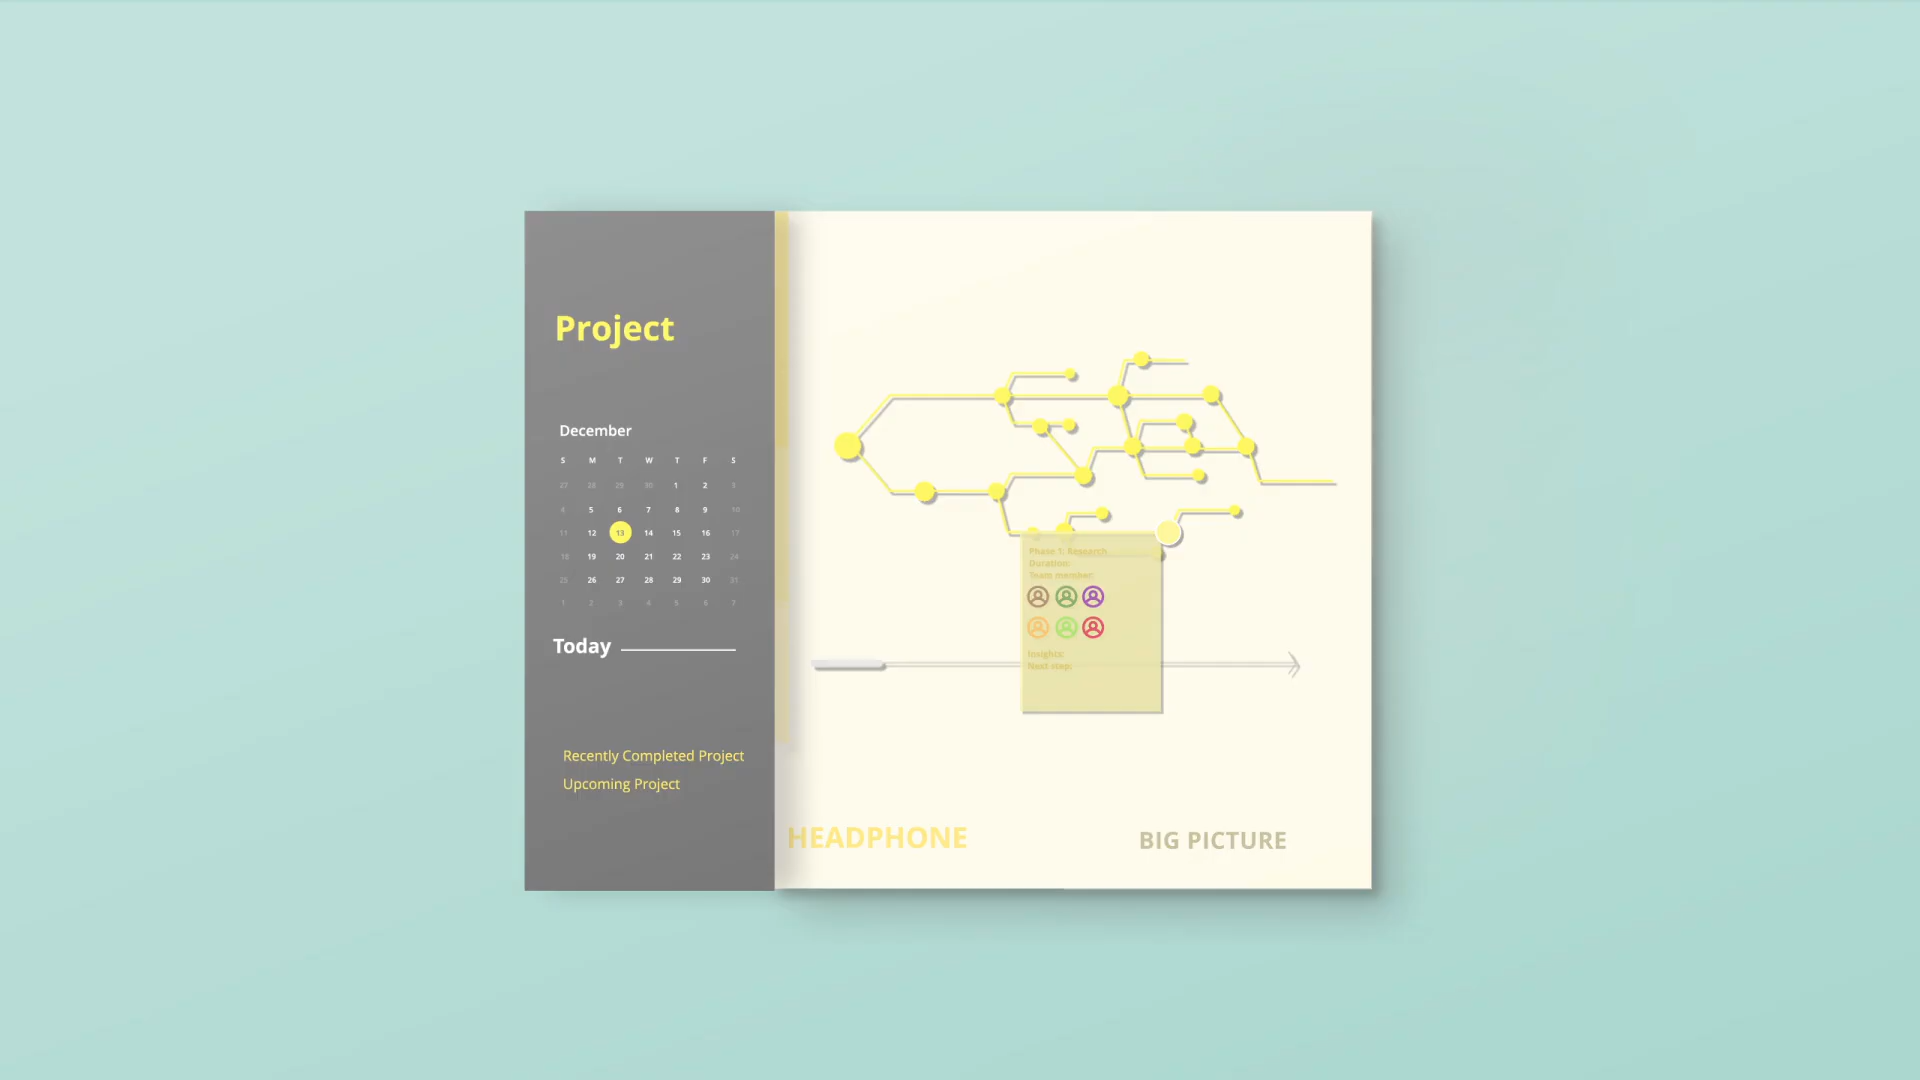 Project
December
S M T W T F S
27 28 29 30 1 2 3
4 5 6 7 8 9 10
11 12 13 14 15 16 17
18 19 20 21 22 23 24
25 26 27 28 29 30 31
1 2 3 4 5 6 7
Today
Recently Completed Project
Upcoming Project
Phase 1: Research
Duration:
Team member:
Insights:
Next step:
HEADPHONE
BIG PICTURE